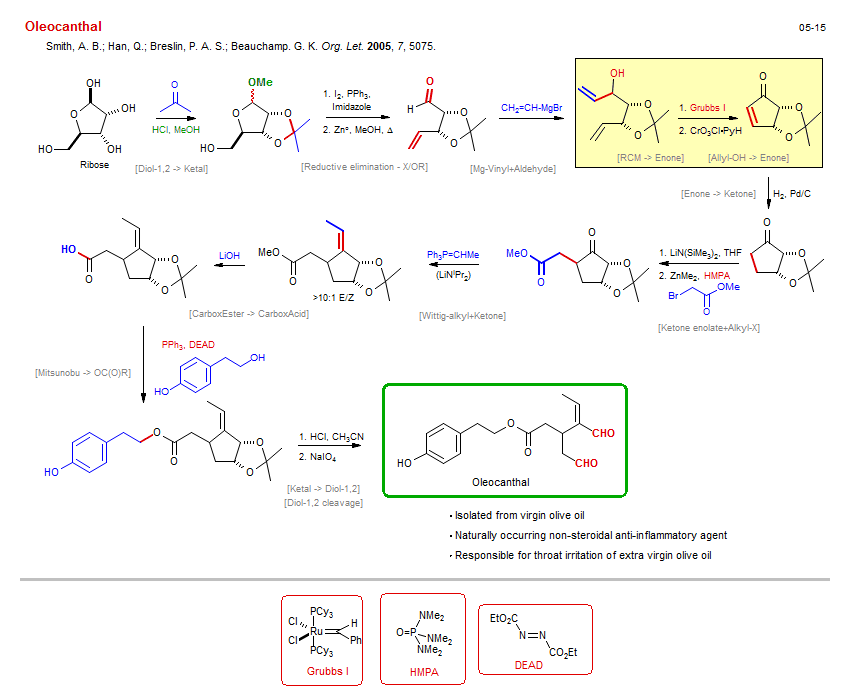 Oleocanthal
05-15
Smith, A. B.; Han, Q.; Breslin, P. A. S.; Beauchamp. G. K. Org. Let. 2005, 7, 5075.
OH
O
OH
HO
OH
Ribose
O
HCl, MeOH
[Diol-1,2 -> Ketal]
OMe
O
O
O
HO
1. I2, PPh3,
Imidazole
2. Zn°, MeOH, Δ
[Reductive elimination - X/OR]
O
H
O
O
CH2=CH-MgBr
[Mg-Vinyl+Aldehyde]
OH
O
O
1. Grubbs I
2. CrO3Cl•PyH
[RCM -> Enone]
[Allyl-OH -> Enone]
O
O
O
[Enone -> Ketone]
H2, Pd/C
O
O
O
1. LiN(SiMe3)2, THF
2. ZnMe2, HMPA
Br
OMe
O
[Ketone enolate+Alkyl-X]
MeO
O
O
O
O
Ph3P=CHMe
(LiNiPr2)
[Wittig-alkyl+Ketone]
MeO
O
O
O
>10:1 E/Z
LiOH
[CarboxEster -> CarboxAcid]
HO
O
O
O
PPh3, DEAD
OH
HO
[Mitsunobu -> OC(O)R]
HO
O
O
O
O
1. HCl, CH3CN
2. NaIO4
[Ketal -> Diol-1,2]
[Diol-1,2 cleavage]
HO
O
O
CHO
CHO
Oleocanthal
· Isolated from virgin olive oil
· Naturally occurring non-steroidal anti-inflammatory agent
· Responsible for throat irritation of extra virgin olive oil
PCy3
Cl
Cl
Ru
H
Ph
PCy3
Grubbs I
NMe2
O=P
NMe2
NMe2
HMPA
EtO2C
N=N
CO2Et
DEAD